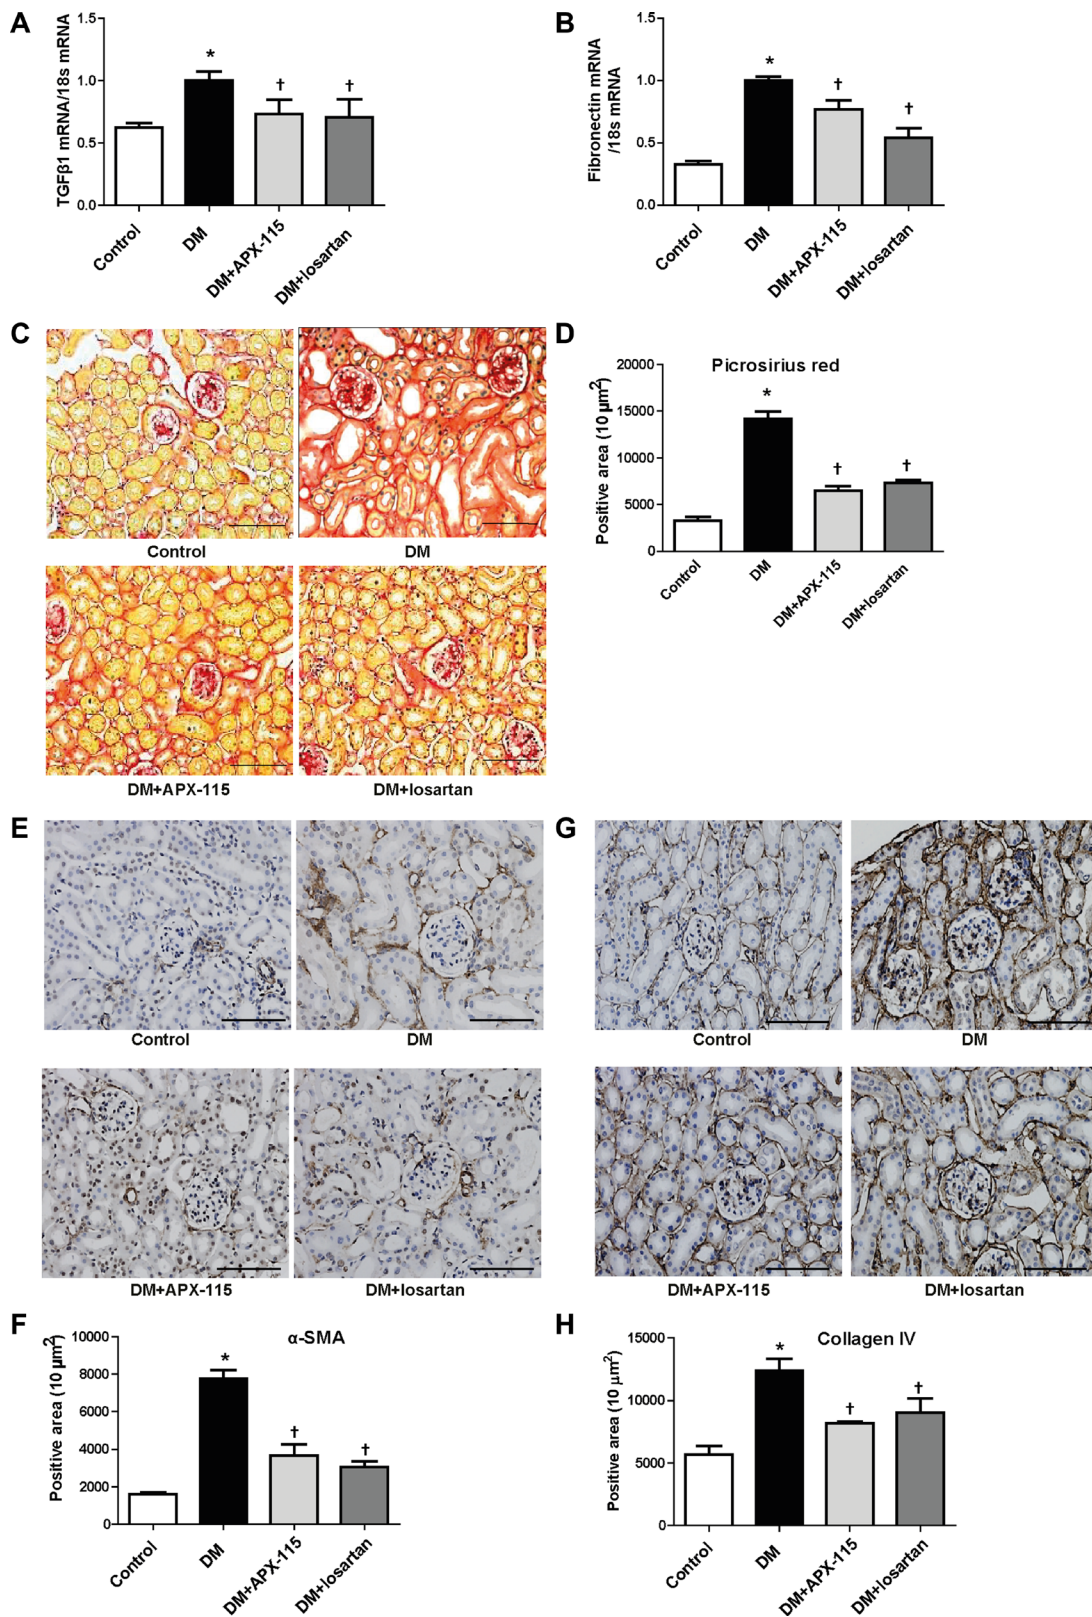 A
TGFβ1 mRNA/18s mRNA
1.5
1.0
0.5
0.0
*
†
†
Control
DM
DM+APX-115
DM+losartan
B
Fibronectin mRNA
/18s mRNA
1.5
1.0
0.5
0.0
*
†
†
Control
DM
DM+APX-115
DM+losartan
C
Control
DM
DM+APX-115
DM+losartan
D
Picrosirius red
Positive area (10 µm²)
20000
15000
10000
5000
0
*
†
†
Control
DM
DM+APX-115
DM+losartan
E
Control
DM
DM+APX-115
DM+losartan
G
Control
DM
DM+APX-115
DM+losartan
F
α-SMA
Positive area (10 µm²)
10000
8000
6000
4000
2000
0
*
†
†
Control
DM
DM+APX-115
DM+losartan
H
Collagen IV
Positive area (10 µm²)
15000
10000
5000
0
*
†
†
Control
DM
DM+APX-115
DM+losartan